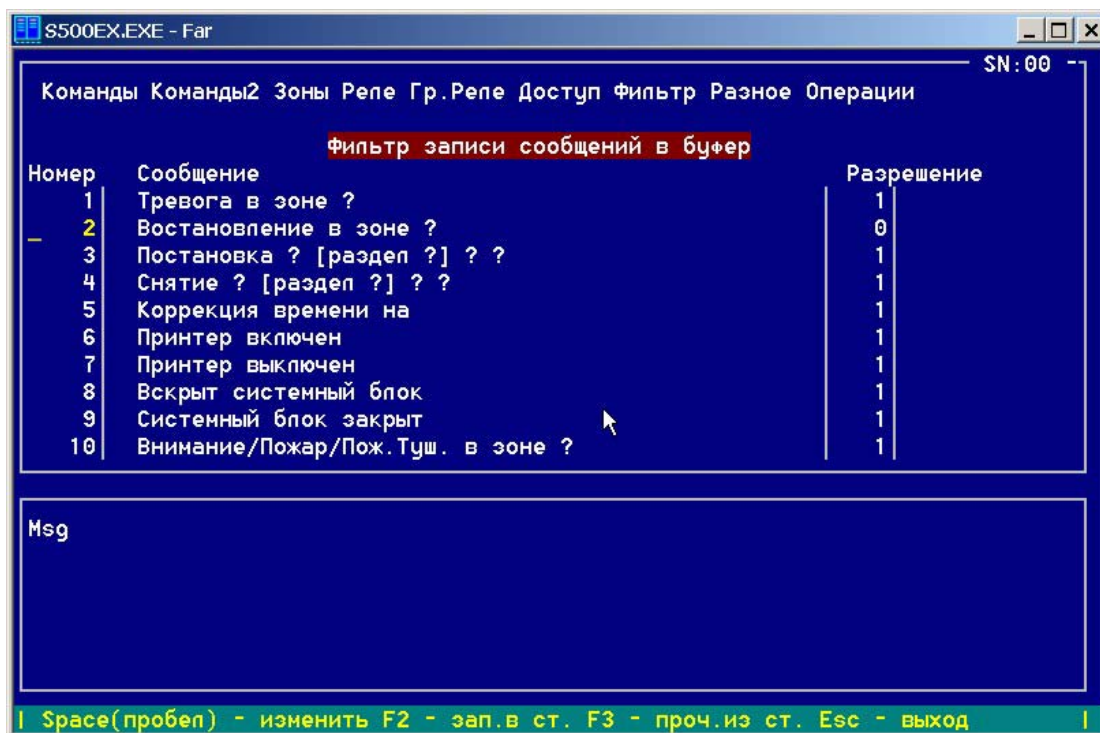 S500EX.EXE - Far
SN:00
Команды Команды2 Зоны Реле Гр.Реле Доступ Фильтр Разное Операции
Фильтр записи сообщений в буфер
Номер Сообщение Разрешение
1 Тревога в зоне ? 1
2 Востановление в зоне ? 0
3 Постановка ? [раздел ?] ? ? 1
4 Снятие ? [раздел ?] ? ? 1
5 Коррекция времени на 1
6 Принтер включен 1
7 Принтер выключен 1
8 Вскрыт системный блок 1
9 Системный блок закрыт 1
10 Внимание/Пожар/Пож.Туш. в зоне ? 1
Msg
Space(пробел) - изменить F2 - зап.в ст. F3 - проч.из ст. Esc - выход